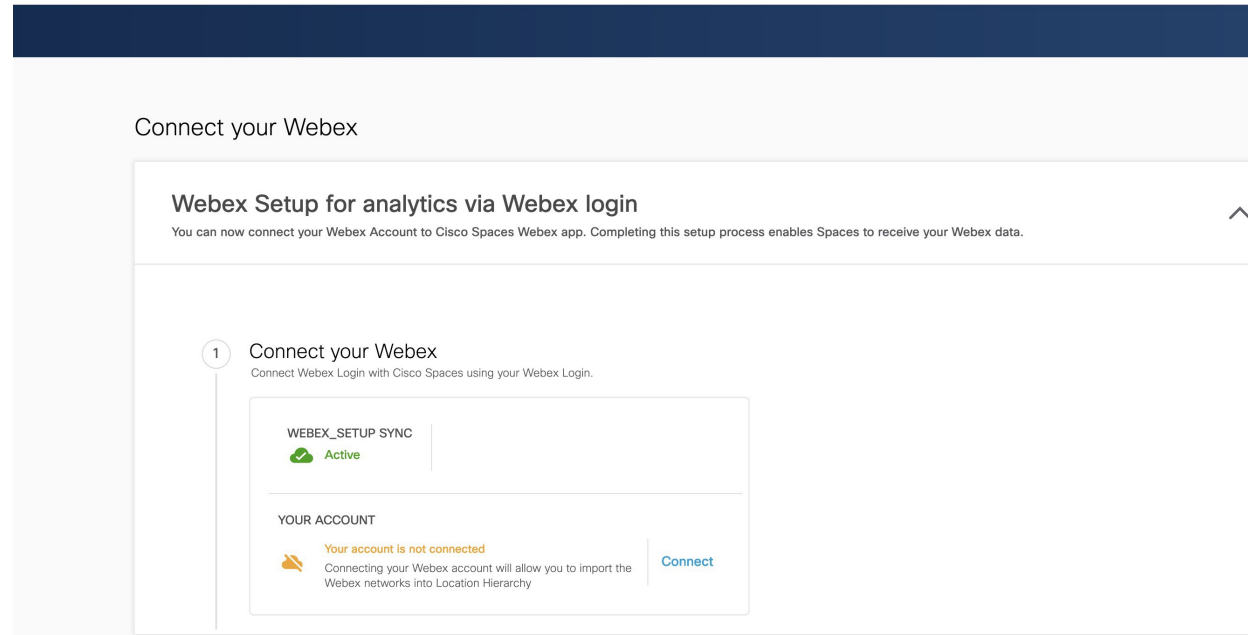 Connect your Webex
Webex Setup for analytics via Webex login
You can now connect your Webex Account to Cisco Spaces Webex app. Completing this setup process enables Spaces to receive your Webex data.
1
Connect your Webex
Connect Webex Login with Cisco Spaces using your Webex Login.
WEBEX_SETUP SYNC
Active
YOUR ACCOUNT
Your account is not connected
Connecting your Webex account will allow you to import the
Webex networks into Location Hierarchy
Connect